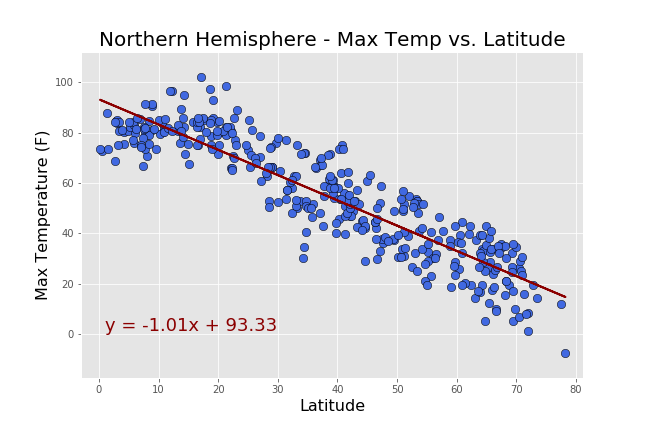 Northern Hemisphere - Max Temp vs. Latitude
Max Temperature (F)
100
80
60
40
20
0
y = -1.01x + 93.33
0 10 20 30 40 50 60 70 80
Latitude